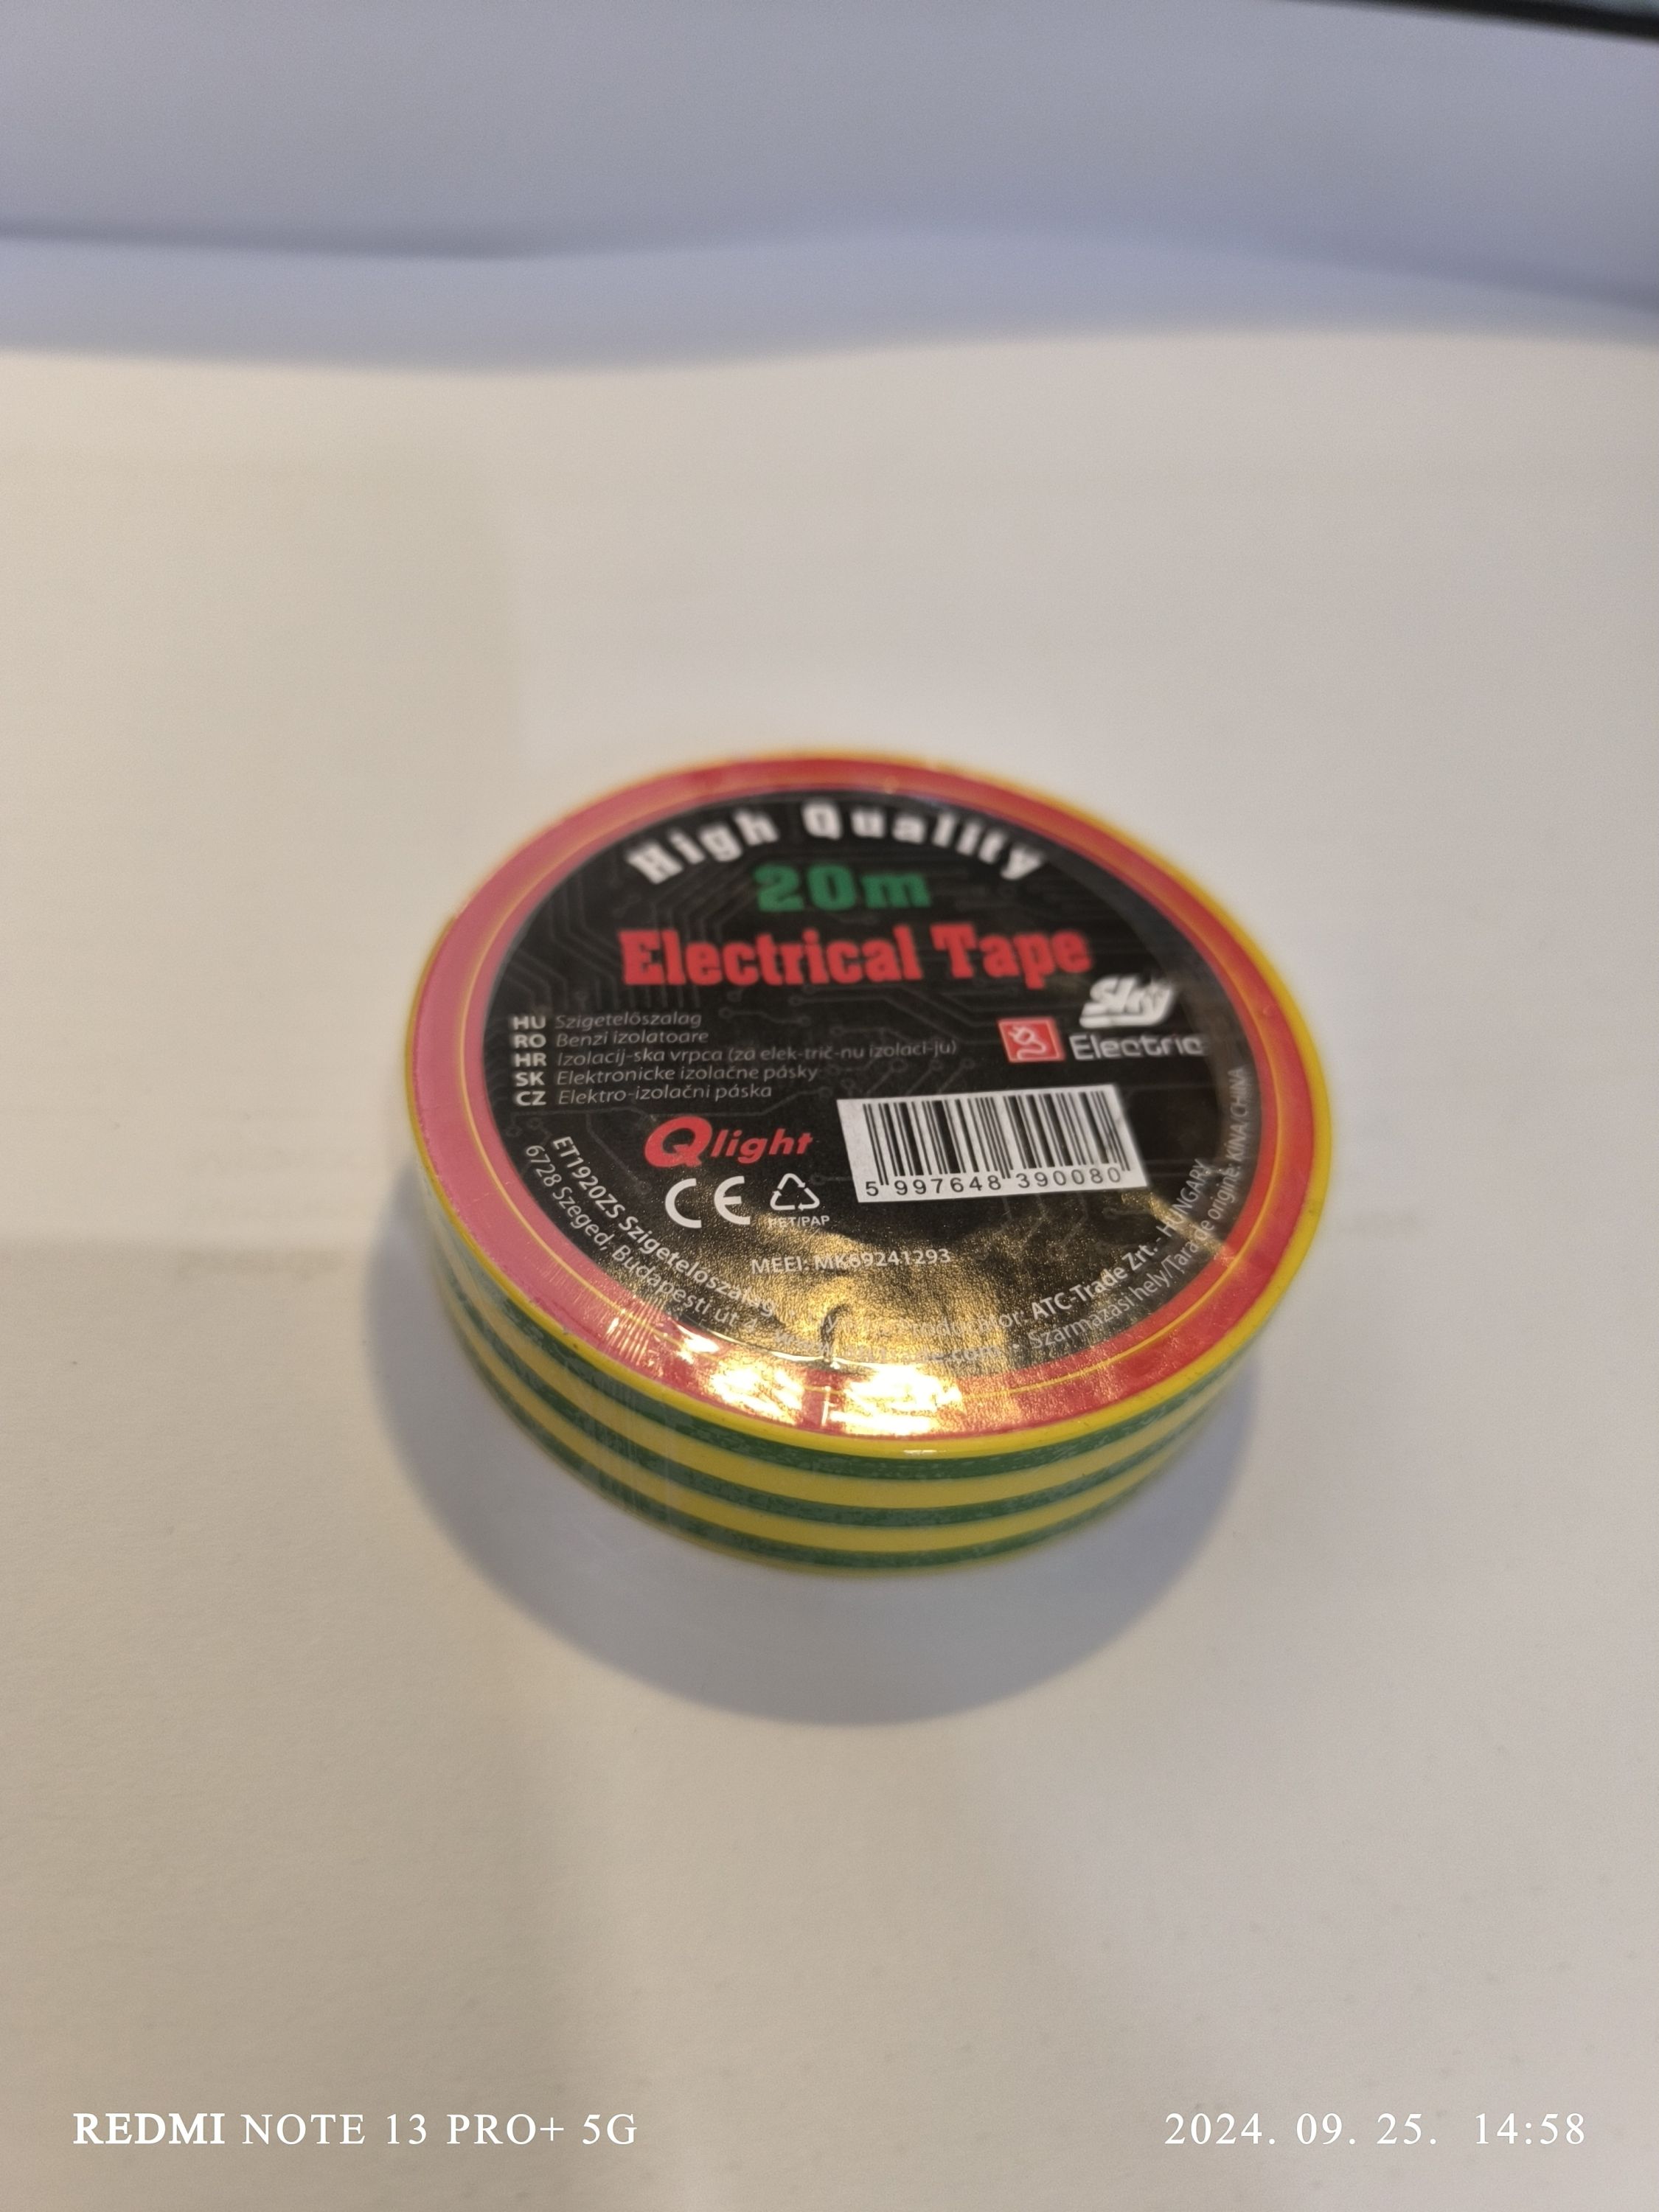 High Quality
20m
Electrical Tape
Sky
Electric
HU Szigetelőszalag
RO Benzi izolatoare
HR Izolacij-ska vrpca (za elek-trič-nu izolaci-ju)
SK Elektronicke izolačne pásky
CZ Elektro-izolačni páska
Qlight
5 997648 390080
CE
PET/PAP
MEEI: MK69241293
ET1920ZS Szigetelőszalag
ATC-Trade Zrt. - HUNGARY
6728 Szeged, Budapesti út
Származási hely/Tara de origine: KÍNA/CHINA
REDMI NOTE 13 PRO+ 5G
2024. 09. 25. 14:58